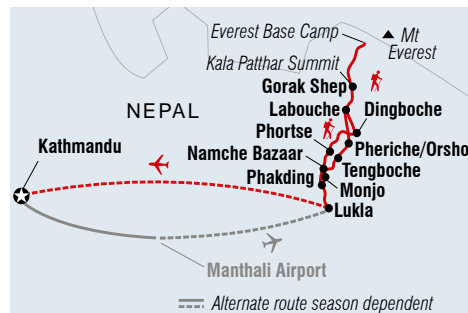 Everest Base Camp
Mt
Everest
Kala Patthar Summit
Gorak Shep
Labouche
Dingboche
NEPAL
Phortse
Kathmandu
Namche Bazaar
Pheriche/Orsho
Tengboche
Phakding
Monjo
Lukla
Manthali Airport
Alternate route season dependent